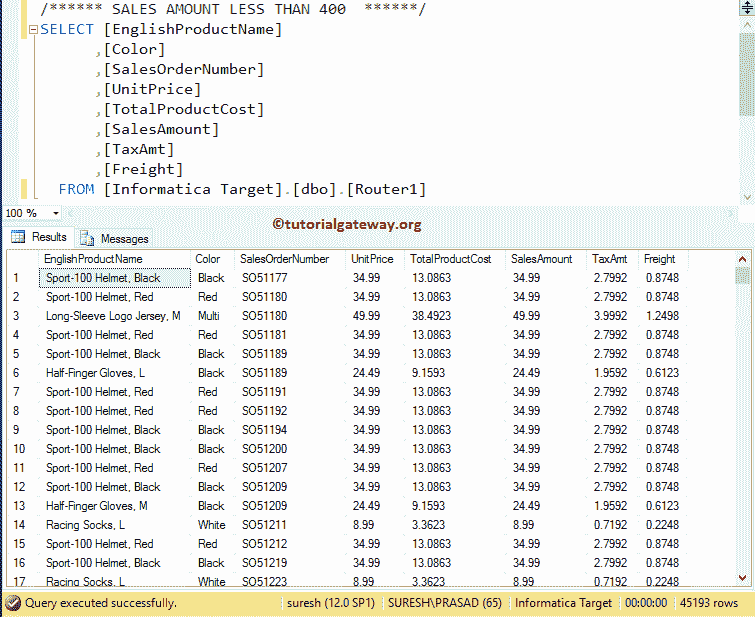 /****** SALES AMOUNT LESS THAN 400 ******/
SELECT [EnglishProductName]
,[Color]
,[SalesOrderNumber]
,[UnitPrice]
,[TotalProductCost]
,[SalesAmount]
,[TaxAmt]
,[Freight]
FROM [Informatica Target].[dbo].[Router1]
100 %
©tutorialgateway.org
Results Messages
EnglishProductName Color SalesOrderNumber UnitPrice TotalProductCost SalesAmount TaxAmt Freight
1 Sport-100 Helmet, Black Black SO51177 34.99 13.0863 34.99 2.7992 0.8748
2 Sport-100 Helmet, Red Red SO51180 34.99 13.0863 34.99 2.7992 0.8748
3 Long-Sleeve Logo Jersey, M Multi SO51180 49.99 38.4923 49.99 3.9992 1.2498
4 Sport-100 Helmet, Red Red SO51181 34.99 13.0863 34.99 2.7992 0.8748
5 Sport-100 Helmet, Black Black SO51189 34.99 13.0863 34.99 2.7992 0.8748
6 Half-Finger Gloves, L Black SO51189 24.49 9.1593 24.49 1.9592 0.6123
7 Sport-100 Helmet, Red Red SO51191 34.99 13.0863 34.99 2.7992 0.8748
8 Sport-100 Helmet, Red Red SO51192 34.99 13.0863 34.99 2.7992 0.8748
9 Sport-100 Helmet, Black Black SO51194 34.99 13.0863 34.99 2.7992 0.8748
10 Sport-100 Helmet, Black Black SO51200 34.99 13.0863 34.99 2.7992 0.8748
11 Sport-100 Helmet, Red Red SO51207 34.99 13.0863 34.99 2.7992 0.8748
12 Sport-100 Helmet, Black Black SO51209 34.99 13.0863 34.99 2.7992 0.8748
13 Half-Finger Gloves, M Black SO51209 24.49 9.1593 24.49 1.9592 0.6123
14 Racing Socks, L White SO51211 8.99 3.3623 8.99 0.7192 0.2248
15 Sport-100 Helmet, Red Red SO51212 34.99 13.0863 34.99 2.7992 0.8748
16 Sport-100 Helmet, Black Black SO51219 34.99 13.0863 34.99 2.7992 0.8748
17 Racing Socks, L White SO51223 8.99 3.3623 8.99 0.7192 0.2248
Query executed successfully. suresh (12.0 SP1) SURESH\PRASAD (65) Informatica Target 00:00:00 45193 rows